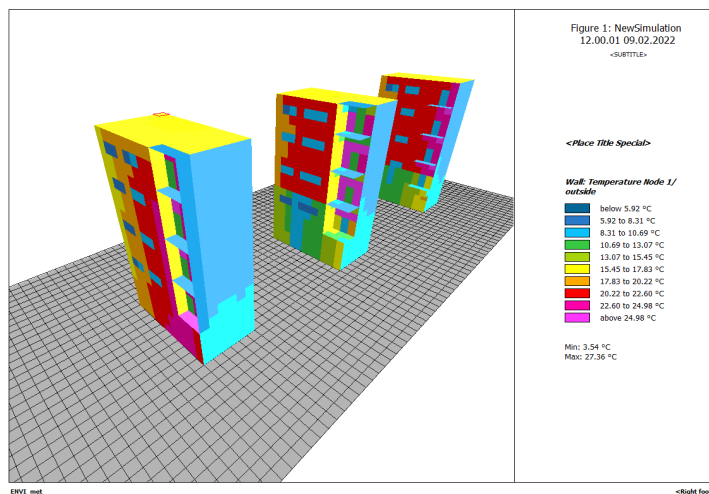 Figure 1: NewSimulation
12.00.01 09.02.2022
<SUBTITLE>
<Place Title Special>
Wall: Temperature Node 1/
outside
below 5.92 °C
5.92 to 8.31 °C
8.31 to 10.69 °C
10.69 to 13.07 °C
13.07 to 15.45 °C
15.45 to 17.83 °C
17.83 to 20.22 °C
20.22 to 22.60 °C
22.60 to 24.98 °C
above 24.98 °C
Min: 3.54 °C
Max: 27.36 °C
ENVI_met
<Right foo